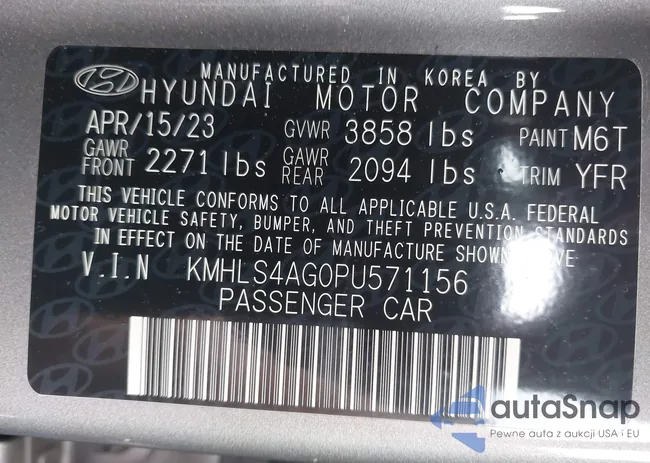 MANUFACTURED IN KOREA BY
HYUNDAI MOTOR COMPANY
APR/15/23 GVWR 3858 lbs PAINT M6T
GAWR FRONT 2271 lbs GAWR REAR 2094 lbs TRIM YFR
THIS VEHICLE CONFORMS TO ALL APPLICABLE U.S.A. FEDERAL
MOTOR VEHICLE SAFETY, BUMPER, AND THEFT PREVENTION STANDARDS
IN EFFECT ON THE DATE OF MANUFACTURE SHOWN ABOVE.
V.I.N KMHLS4AG0PU571156
PASSENGER CAR
autaSnap
Pewne auta z aukcji USA i EU